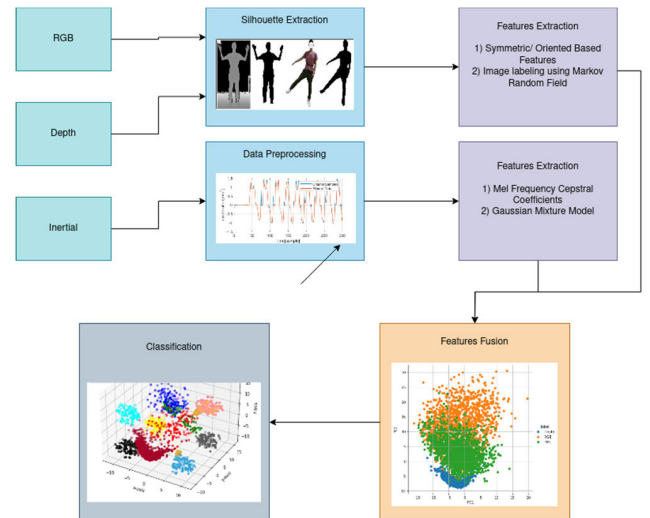 RGB
Silhouette Extraction
Features Extraction
1) Symmetric/ Oriented Based
Features
2) Image labeling using Markov
Random Field
Depth
Data Preprocessing
Features Extraction
1) Mel Frequency Cepstral
Coefficients
2) Gaussian Mixture Model
Inertial
Classification
Features Fusion